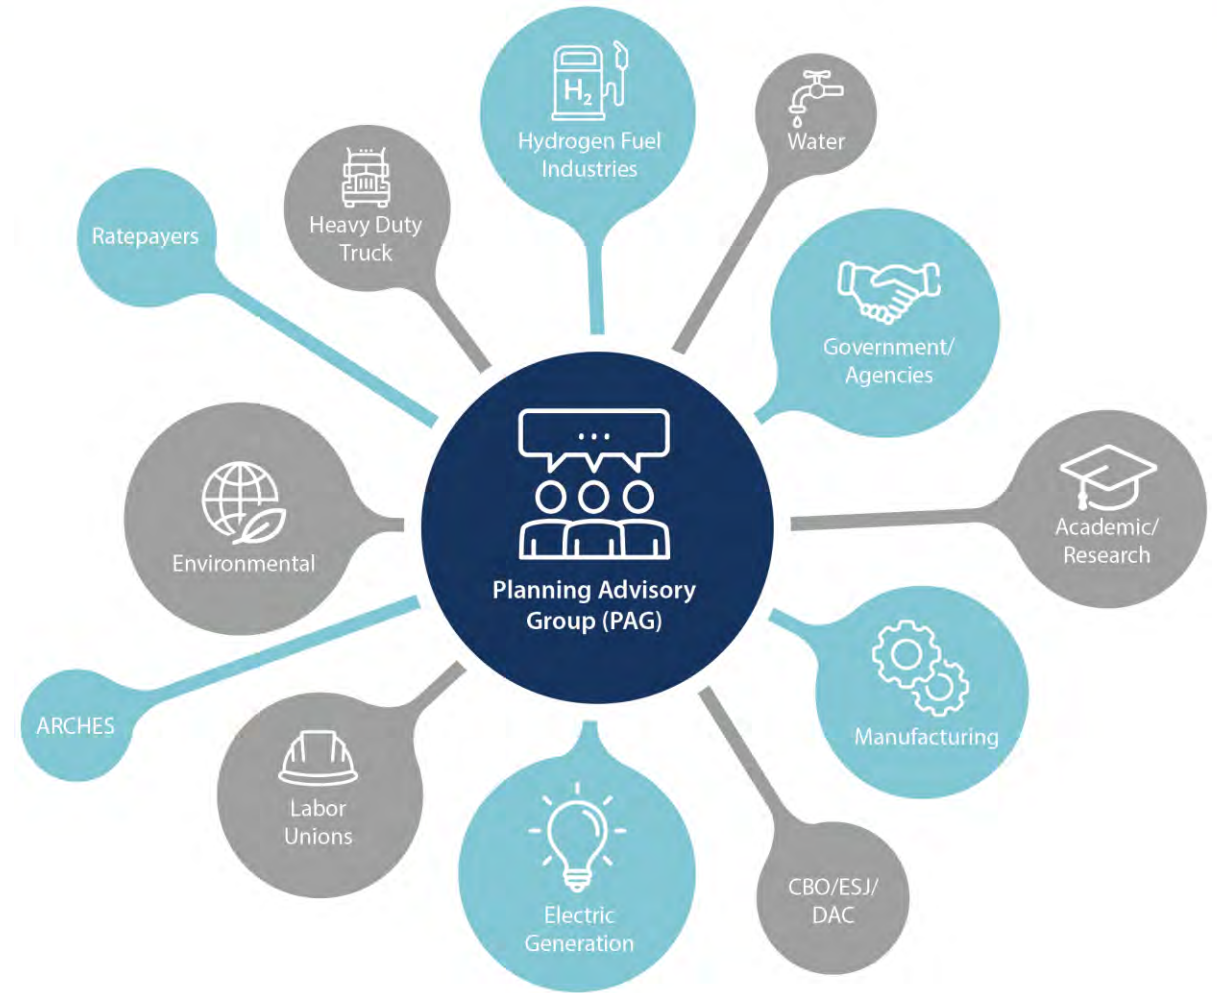 H2
Hydrogen Fuel
Industries
Water
Heavy Duty
Truck
Ratepayers
Government/
Agencies
Academic/
Research
Environmental
Planning Advisory
Group (PAG)
ARCHES
Manufacturing
Labor
Unions
CBO/ESJ/
DAC
Electric
Generation